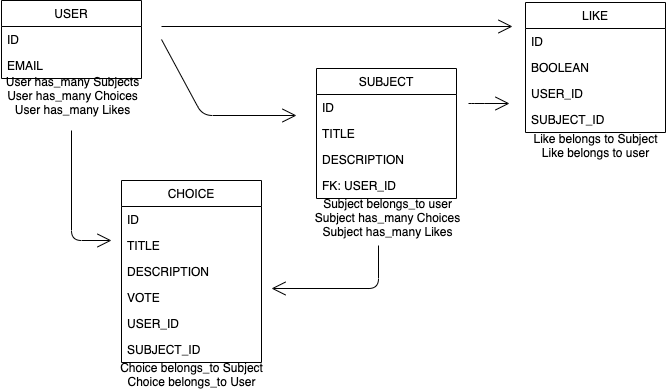 USER
ID
EMAIL
User has_many Subjects
User has_many Choices
User has_many Likes
LIKE
ID
BOOLEAN
USER_ID
SUBJECT_ID
Like belongs to Subject
Like belongs to user
SUBJECT
ID
TITLE
DESCRIPTION
FK: USER_ID
Subject belongs_to user
Subject has_many Choices
Subject has_many Likes
CHOICE
ID
TITLE
DESCRIPTION
VOTE
USER_ID
SUBJECT_ID
Choice belongs_to Subject
Choice belongs_to User